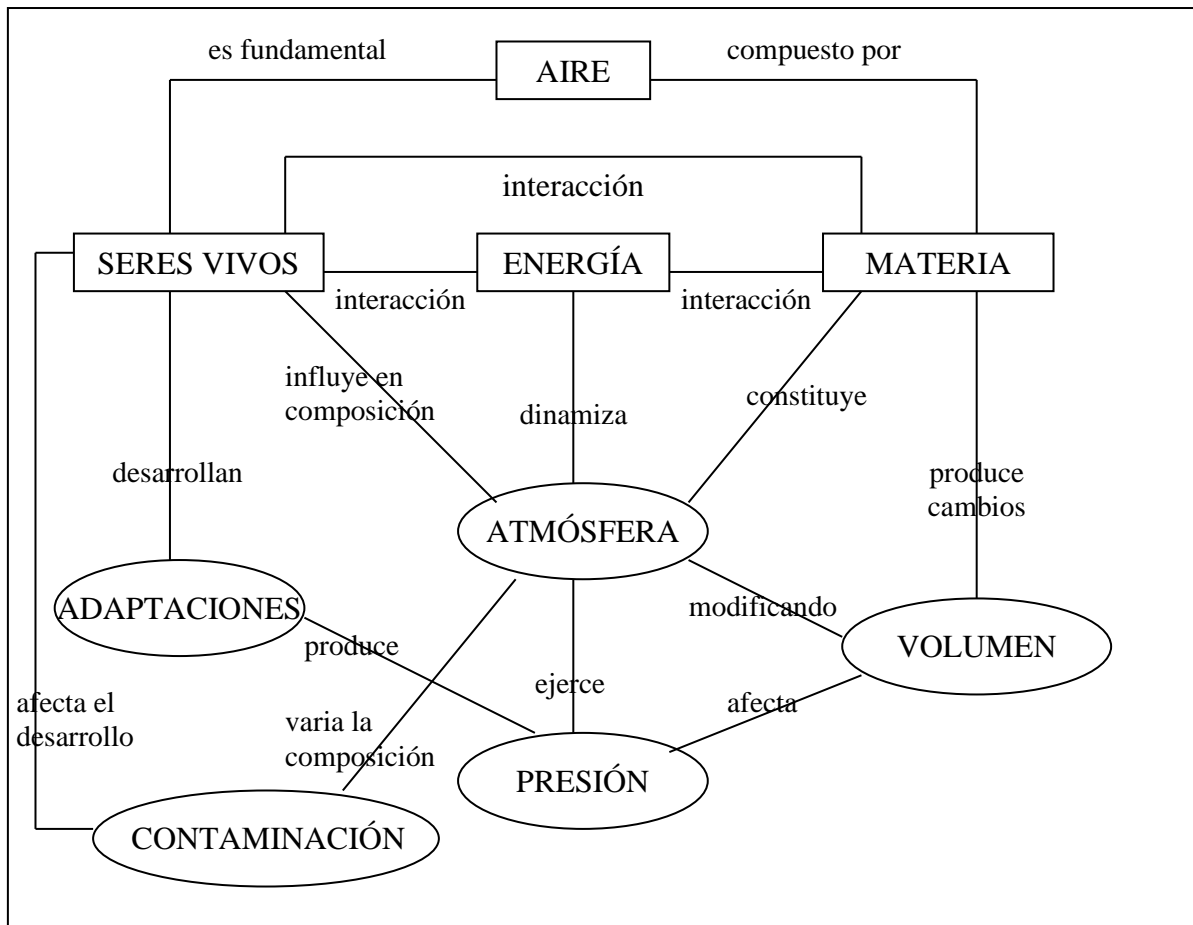 es fundamental
AIRE
compuesto por
interacción
SERES VIVOS
ENERGÍA
MATERIA
interacción
interacción
influye en
composición
dinamiza
constituye
desarrollan
produce
cambios
ATMÓSFERA
ADAPTACIONES
modificando
produce
VOLUMEN
ejerce
afecta
afecta el
desarrollo
varia la
composición
PRESIÓN
CONTAMINACIÓN